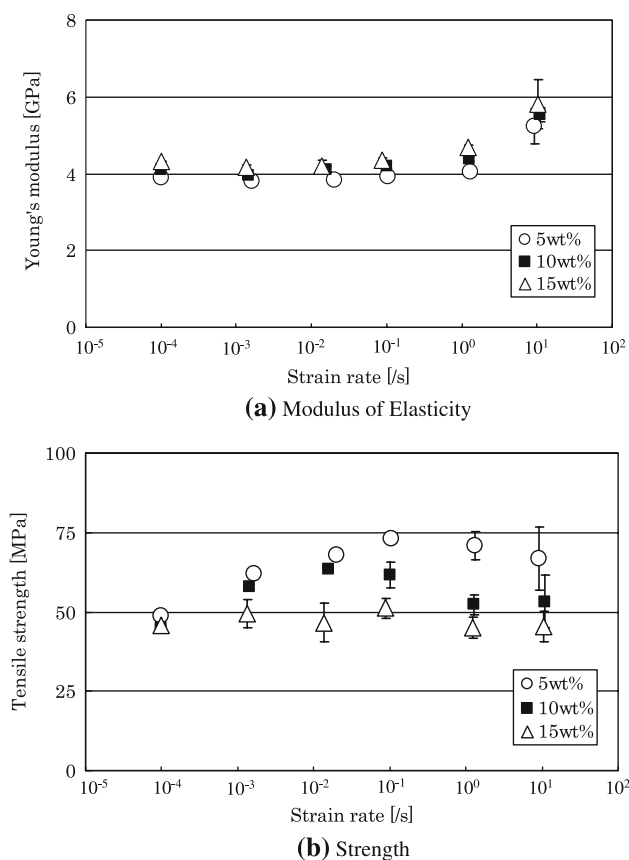 8
6
4
2
0
Young's modulus [GPa]
5wt%
10wt%
15wt%
10⁻⁵ 10⁻⁴ 10⁻³ 10⁻² 10⁻¹ 10⁰ 10¹ 10²
Strain rate [/s]
(a) Modulus of Elasticity
100
75
50
25
0
Tensile strength [MPa]
5wt%
10wt%
15wt%
10⁻⁵ 10⁻⁴ 10⁻³ 10⁻² 10⁻¹ 10⁰ 10¹ 10²
Strain rate [/s]
(b) Strength